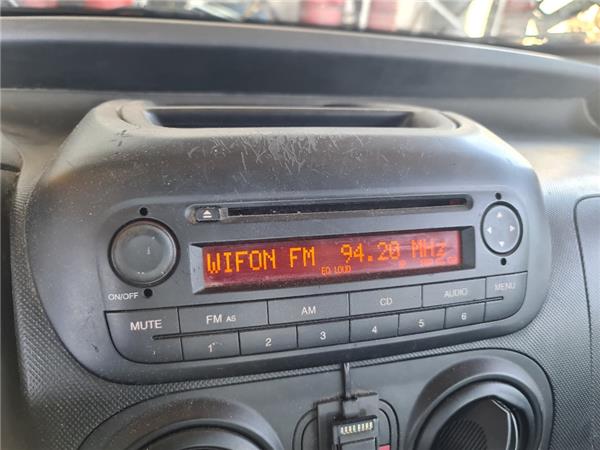 WIFON FM 94.20 MHz
EQ LOUD
ON/OFF
MUTE FM AS AM CD AUDIO MENU
1 2 3 4 5 6